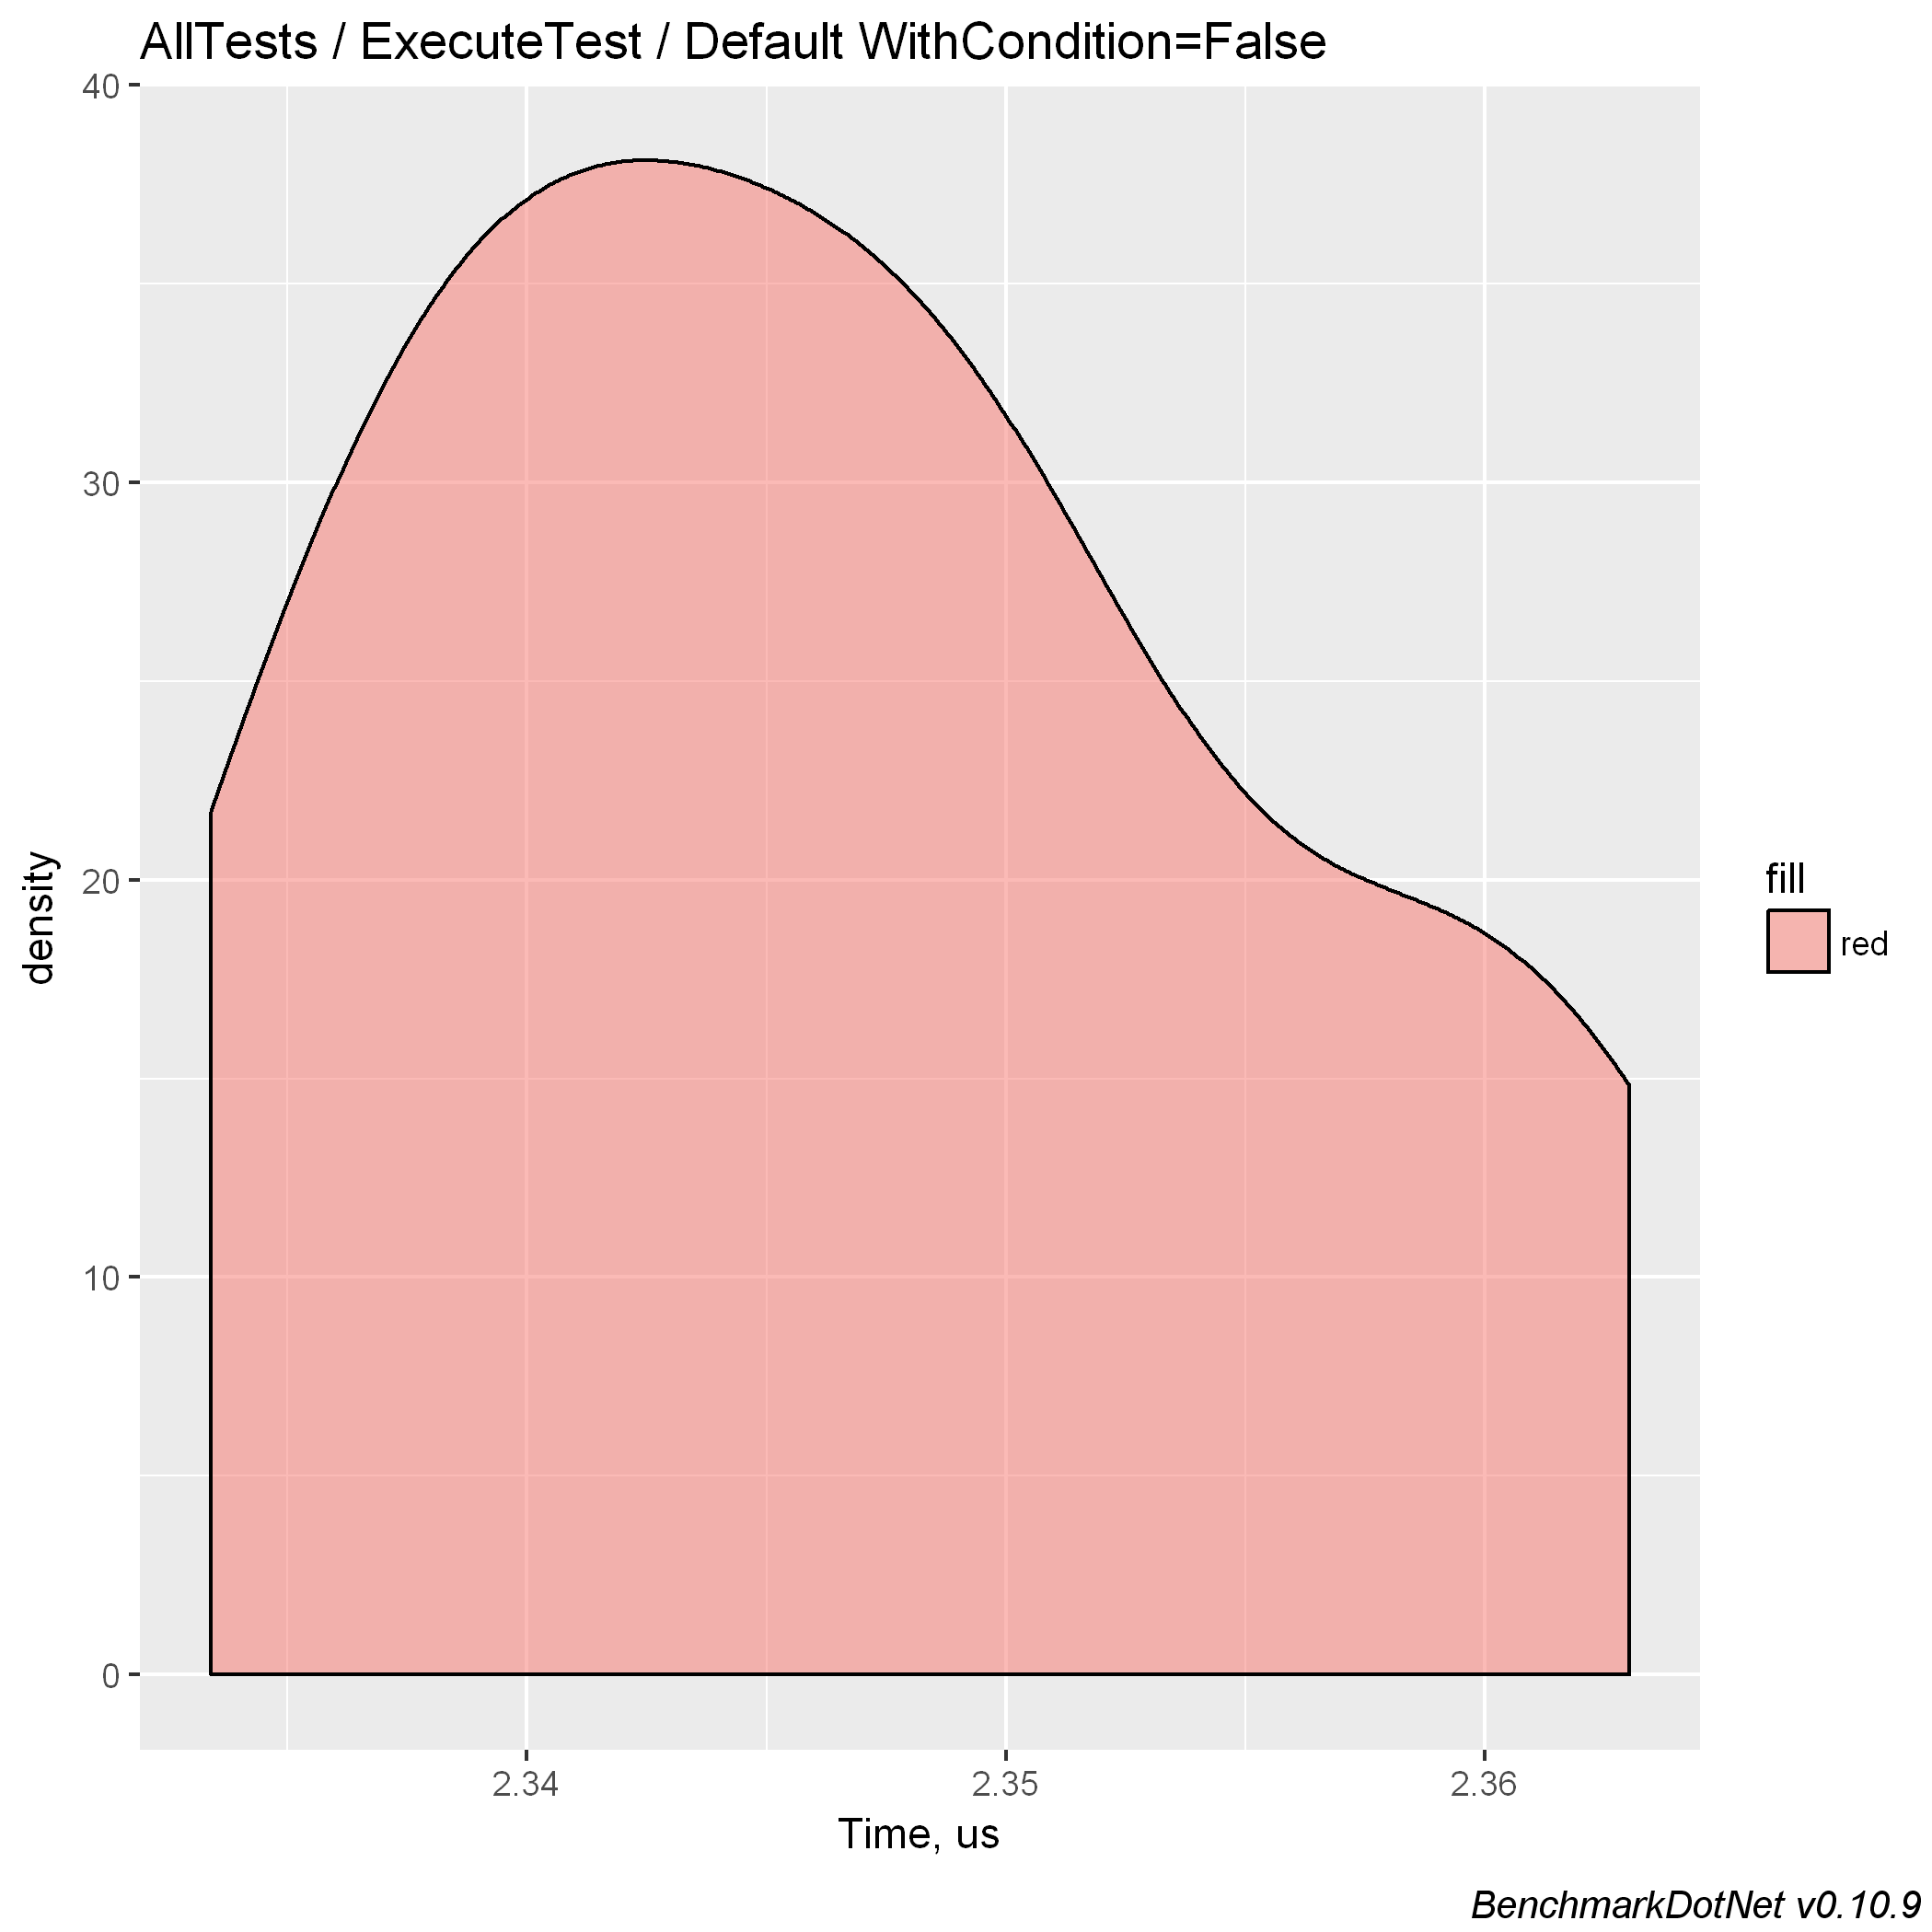 AllTests / ExecuteTest / Default WithCondition=False
40
30
20
10
0
density
2.34 2.35 2.36
Time, us
fill
red
BenchmarkDotNet v0.10.9